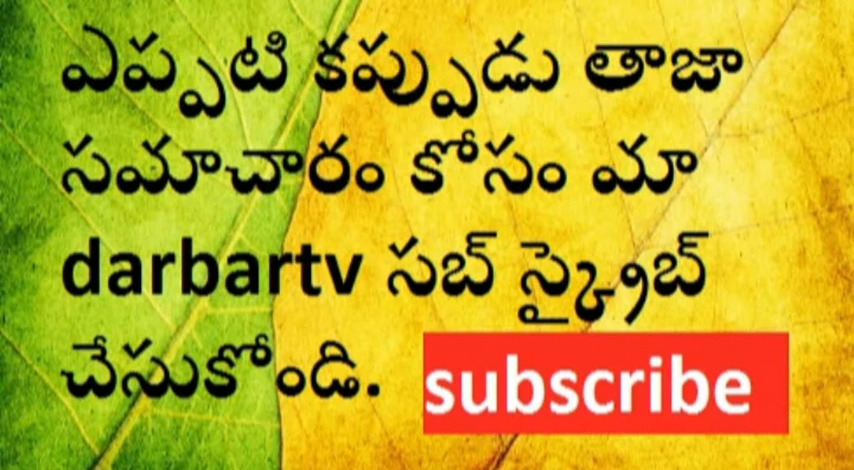 ఎప్పటి కప్పుడు తాజా
సమాచారం కోసం మా
darbartv సబ్ స్క్రైబ్
చేసుకోండి. subscribe